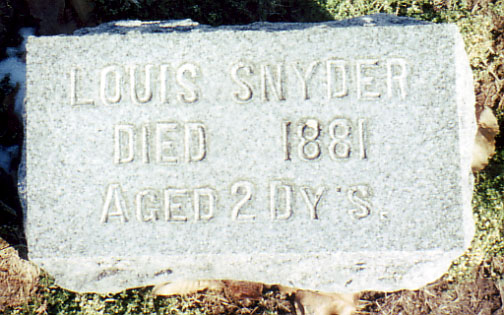 LOUIS SNYDER
DIED 1881
AGED 2 DY'S.